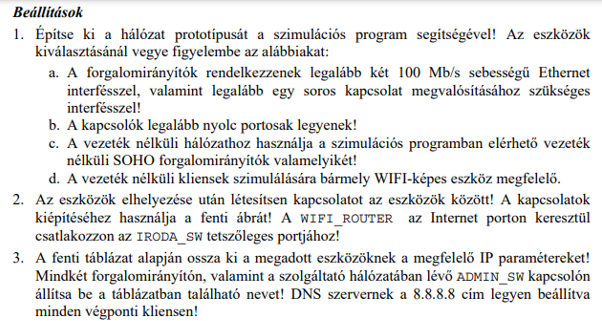 Beállítások
1. Építse ki a hálózat prototípusát a szimulációs program segítségével! Az eszközök
kiválasztásánál vegye figyelembe az alábbiakat:
a. A forgalomirányítók rendelkezzenek legalább két 100 Mb/s sebességű Ethernet
interfésszel, valamint legalább egy soros kapcsolat megvalósításához szükséges
interfésszel!
b. A kapcsolók legalább nyolc portosak legyenek!
c. A vezeték nélküli hálózathoz használja a szimulációs programban elérhető vezeték
nélküli SOHO forgalomirányítók valamelyikét!
d. A vezeték nélküli kliensek szimulálására bármely WIFI-képes eszköz megfelelő.
2. Az eszközök elhelyezése után létesítsen kapcsolatot az eszközök között! A kapcsolatok
kiépítéséhez használja a fenti ábrát! A WIFI_ROUTER az Internet porton keresztül
csatlakozzon az IRODA_SW tetszőleges portjához!
3. A fenti táblázat alapján ossza ki a megadott eszközöknek a megfelelő IP paramétereket!
Mindkét forgalomirányítón, valamint a szolgáltató hálózatában lévő ADMIN_SW kapcsolón
állítsa be a táblázatban található nevet! DNS szervernek a 8.8.8.8 cím legyen beállítva
minden végponti kliensen!